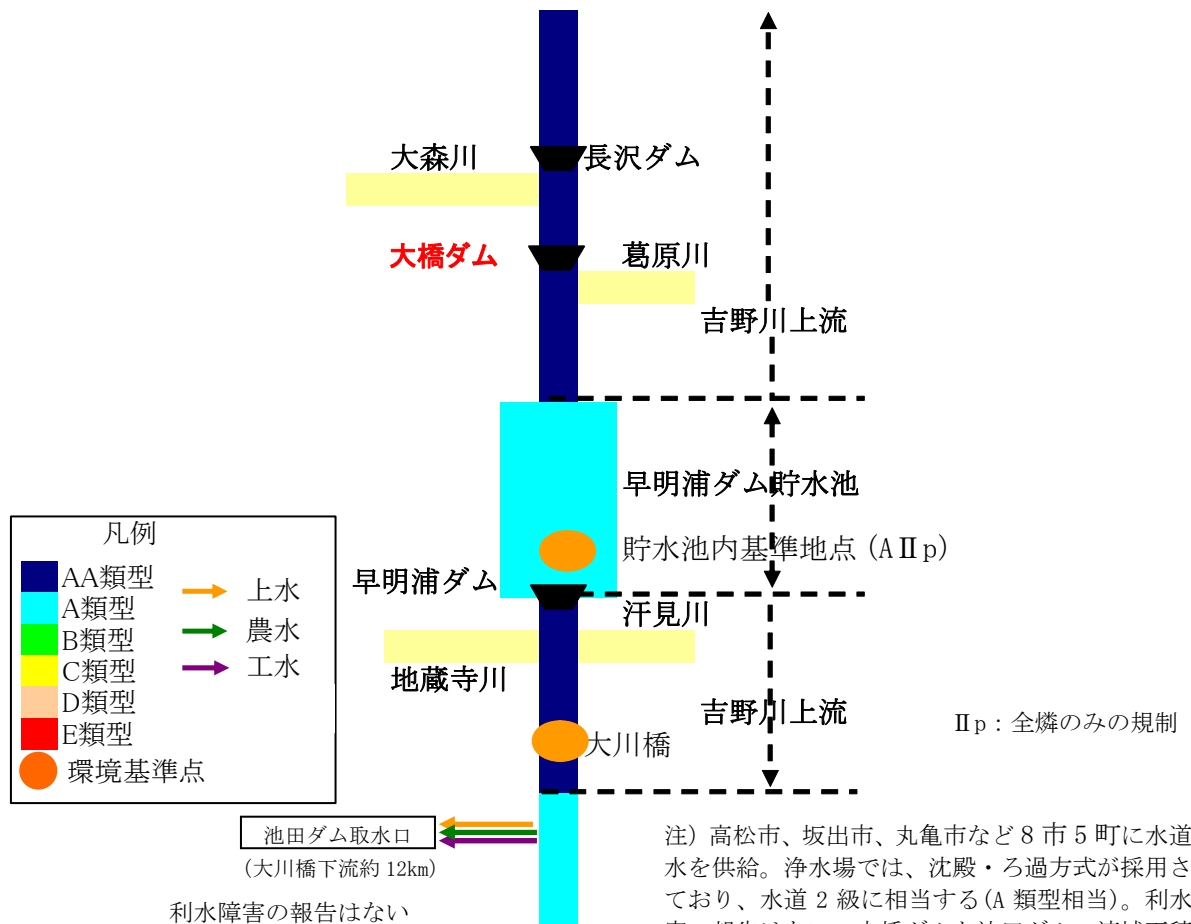 大森川
長沢ダム
大橋ダム
葛原川
吉野川上流
早明浦ダム貯水池
貯水池内基準地点 (AⅡp)
早明浦ダム
汗見川
地蔵寺川
吉野川上流
大川橋
Ⅱp：全燐のみの規制
凡例
AA類型
A類型
B類型
C類型
D類型
E類型
環境基準点
上水
農水
工水
池田ダム取水口
(大川橋下流約 12km)
利水障害の報告はない
注）高松市、坂出市、丸亀市など 8 市 5 町に水道
水を供給。浄水場では、沈殿・ろ過方式が採用さ
ており、水道 2 級に相当する(A 類型相当)。利水